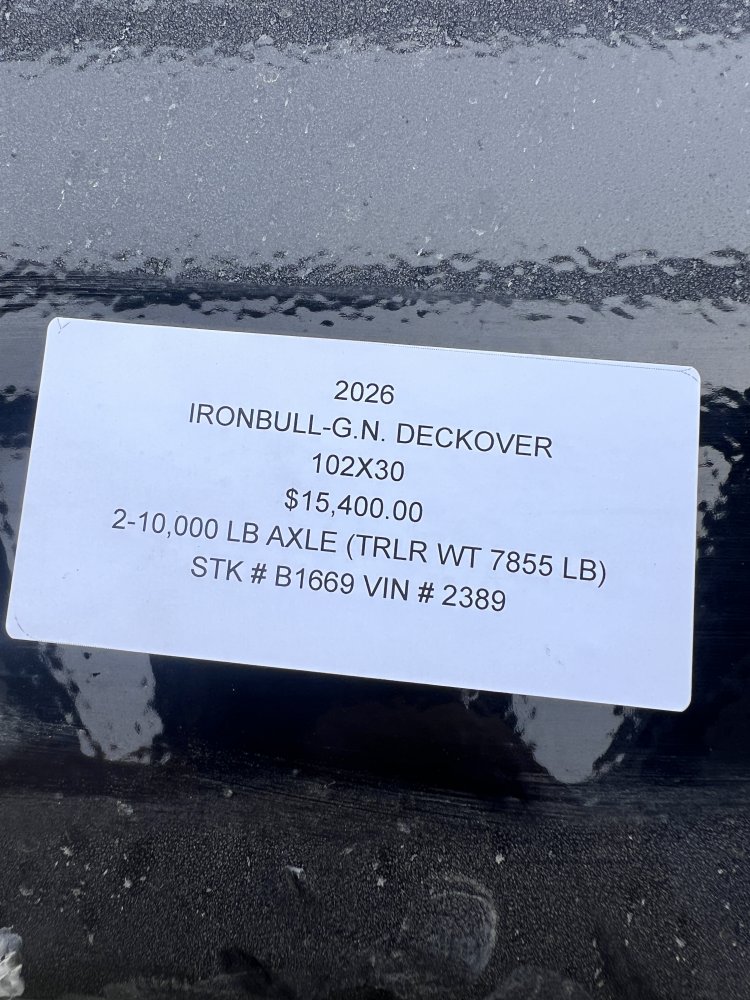 2026
IRONBULL-G.N. DECKOVER
102X30
$15,400.00
2-10,000 LB AXLE (TRLR WT 7855 LB)
STK # B1669 VIN # 2389